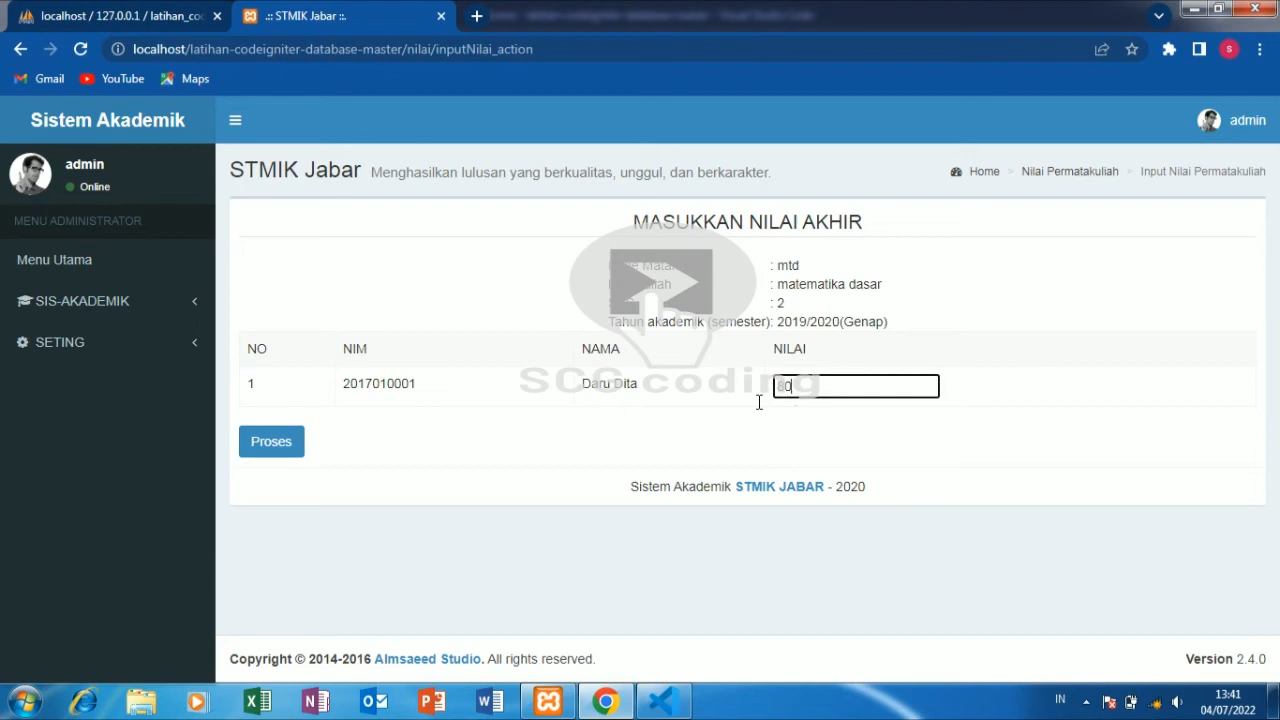 localhost / 127.0.0.1 / latihan_coc
.:: STMIK Jabar ::.
localhost/latihan-codeigniter-database-master/nilai/inputNilai_action
S
Gmail YouTube Maps
Sistem Akademik
admin
admin
Online
STMIK Jabar Menghasilkan lulusan yang berkualitas, unggul, dan berkarakter.
Home > Nilai Permatakuliah > Input Nilai Permatakuliah
MENU ADMINISTRATOR
Menu Utama
SIS-AKADEMIK
SETING
MASUKKAN NILAI AKHIR
: mtd
: matematika dasar
: 2
Tahun akademik (semester): 2019/2020(Genap)
NO NIM NAMA NILAI
1 2017010001 Daru Dita 80
SCS coding
Proses
Sistem Akademik STMIK JABAR - 2020
Copyright © 2014-2016 Almsaeed Studio. All rights reserved.
Version 2.4.0
IN
13:41
04/07/2022